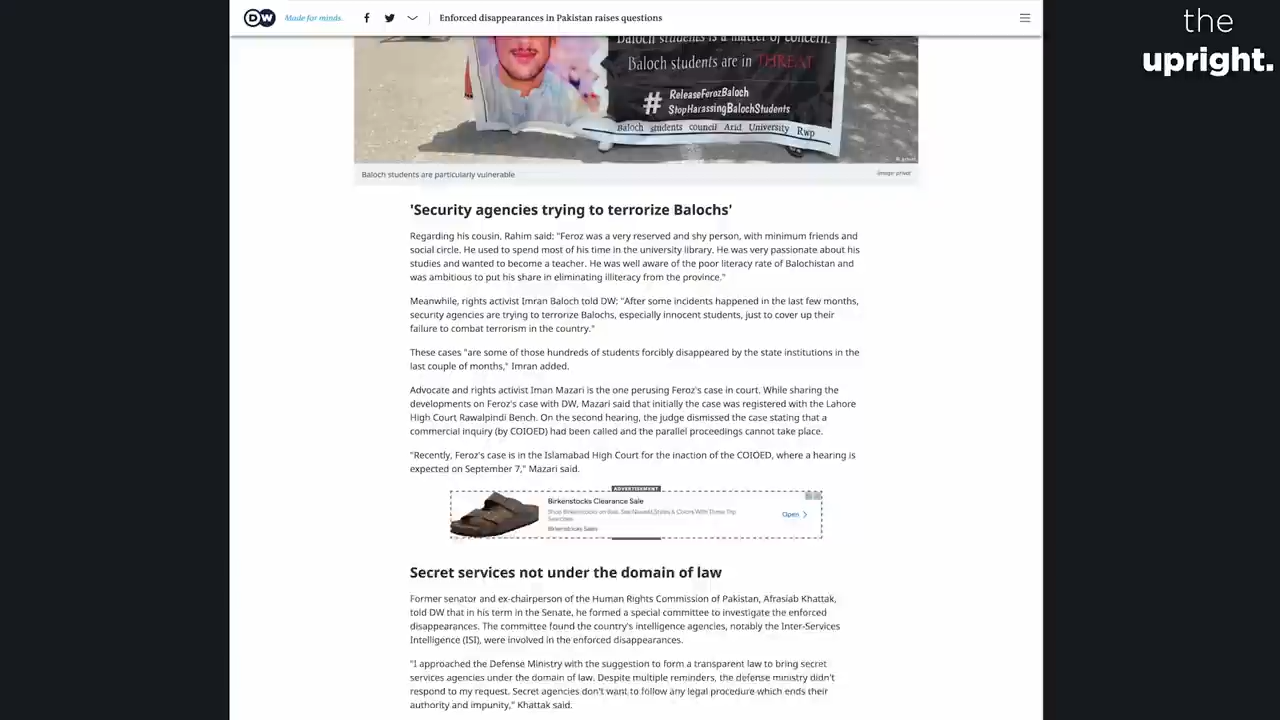 DW
Made for minds.
Enforced disappearances in Pakistan raises questions
the
upright.
Baloch students is a matter of concern.
Baloch students are in THREAT
#
ReleaseFerozBaloch
StopHarassingBalochStudents
Baloch students council Arid University Rwp
Baloch students are particularly vulnerable
'Security agencies trying to terrorize Balochs'
Regarding his cousin, Rahim said: "Feroz was a very reserved and shy person, with minimum friends and
social circle. He used to spend most of his time in the university library. He was very passionate about his
studies and wanted to become a teacher. He was well aware of the poor literacy rate of Balochistan and
was ambitious to put his share in eliminating illiteracy from the province."
Meanwhile, rights activist Imran Baloch told DW: "After some incidents happened in the last few months,
security agencies are trying to terrorize Balochs, especially innocent students, just to cover up their
failure to combat terrorism in the country."
These cases "are some of those hundreds of students forcibly disappeared by the state institutions in the
last couple of months," Imran added.
Advocate and rights activist Iman Mazari is the one perusing Feroz's case in court. While sharing the
developments on Feroz's case with DW, Mazari said that initially the case was registered with the Lahore
High Court Rawalpindi Bench. On the second hearing, the judge dismissed the case stating that a
commercial inquiry (by COIOED) had been called and the parallel proceedings cannot take place.
"Recently, Feroz's case is in the Islamabad High Court for the inaction of the COIOED, where a hearing is
expected on September 7," Mazari said.
ADVERTISEMENT
Birkenstocks Clearance Sale
Shop Birkenstocks on Sale. See Newest Styles & Colors With These Top
Searches
Birkenstocks Sales
Open
Secret services not under the domain of law
Former senator and ex-chairperson of the Human Rights Commission of Pakistan, Afrasiab Khattak,
told DW that in his term in the Senate, he formed a special committee to investigate the enforced
disappearances. The committee found the country's intelligence agencies, notably the Inter-Services
Intelligence (ISI), were involved in the enforced disappearances.
"I approached the Defense Ministry with the suggestion to form a transparent law to bring secret
services agencies under the domain of law. Despite multiple reminders, the defense ministry didn't
respond to my request. Secret agencies don't want to follow any legal procedure which ends their
authority and impunity," Khattak said.